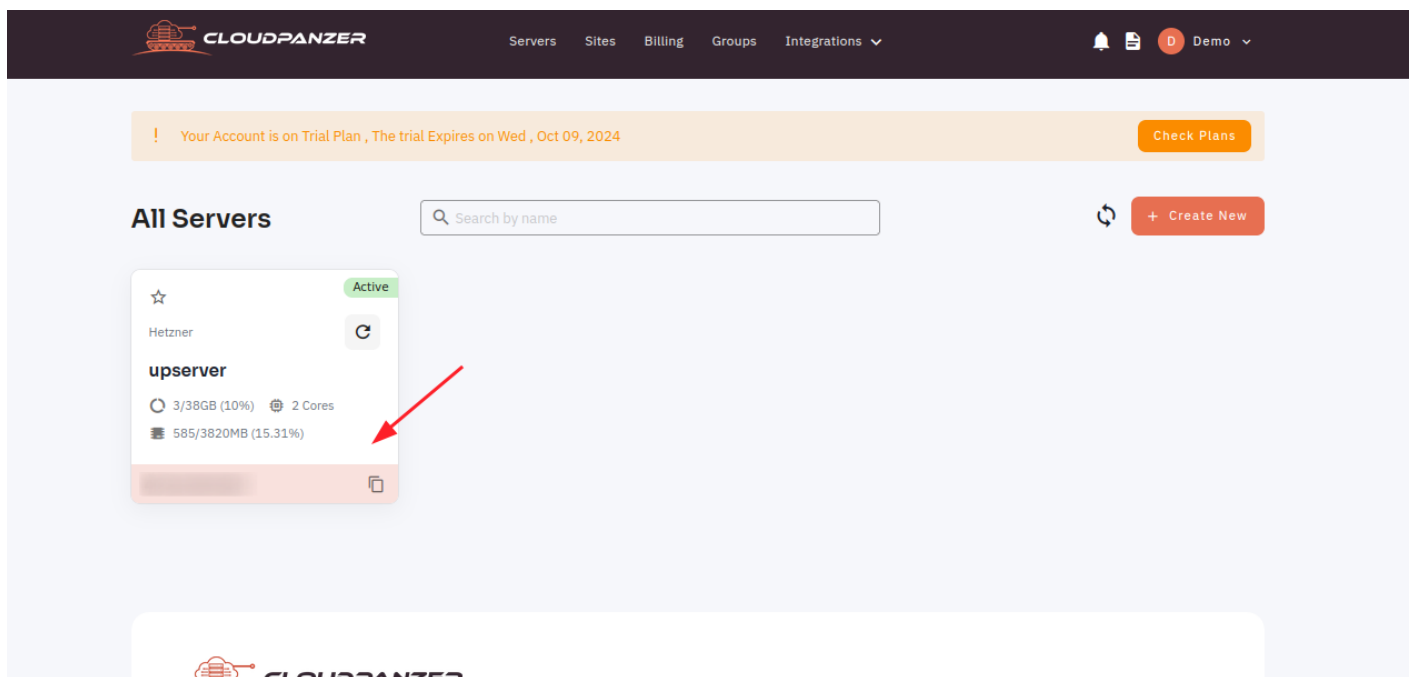 CLOUDPANZER Servers Sites Billing Groups Integrations D Demo
! Your Account is on Trial Plan , The trial Expires on Wed , Oct 09, 2024 Check Plans
All Servers Search by name + Create New
Active
Hetzner
upserver
3/38GB (10%) 2 Cores
585/3820MB (15.31%)
CLOUDPANZER